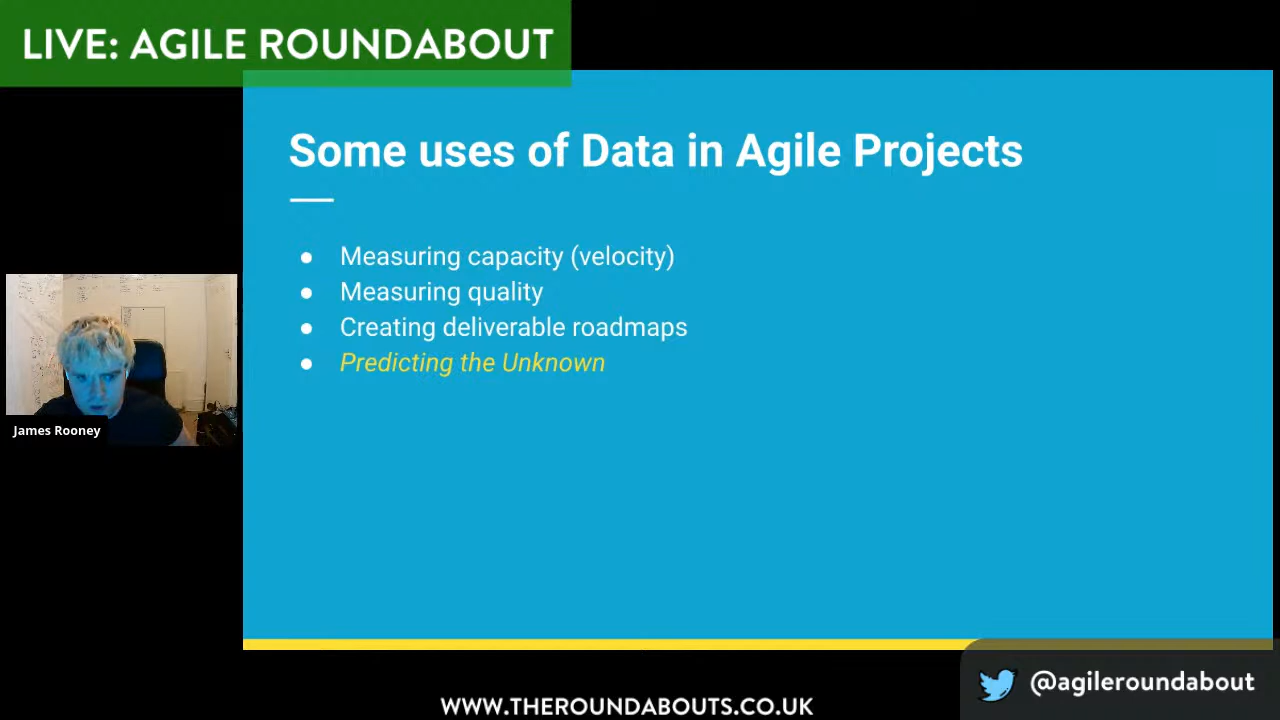 LIVE: AGILE ROUNDABOUT
Some uses of Data in Agile Projects
● Measuring capacity (velocity)
● Measuring quality
● Creating deliverable roadmaps
● Predicting the Unknown
James Rooney
@agileroundabout
WWW.THEROUNDABOUTS.CO.UK